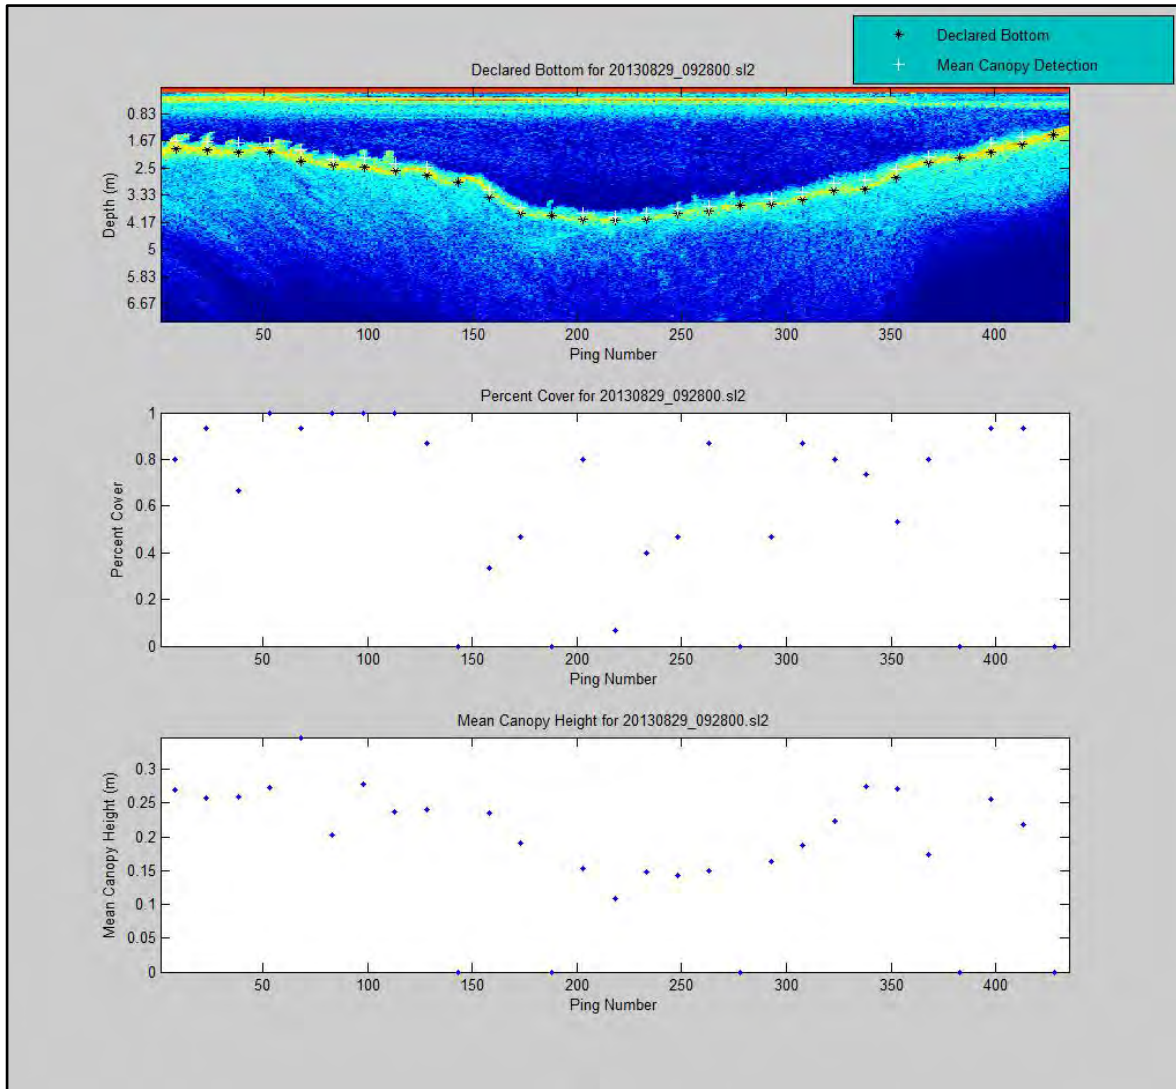 Declared Bottom
Mean Canopy Detection
Declared Bottom for 20130829_092800.sl2
Depth (m)
0.83
1.67
2.5
3.33
4.17
5
5.83
6.67
50 100 150 200 250 300 350 400
Ping Number
Percent Cover for 20130829_092800.sl2
Percent Cover
1
0.8
0.6
0.4
0.2
0
50 100 150 200 250 300 350 400
Ping Number
Mean Canopy Height for 20130829_092800.sl2
Mean Canopy Height (m)
0.3
0.25
0.2
0.15
0.1
0.05
0
50 100 150 200 250 300 350 400
Ping Number